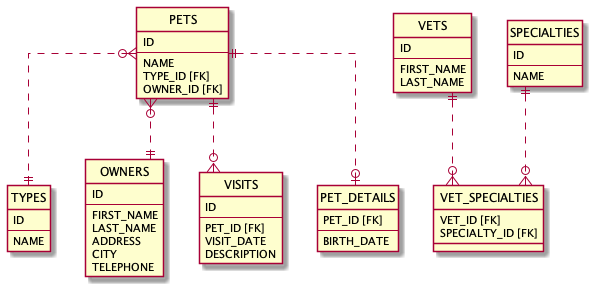 PETS
ID
NAME
TYPE_ID [FK]
OWNER_ID [FK]
VETS
ID
FIRST_NAME
LAST_NAME
SPECIALTIES
ID
NAME
TYPES
ID
NAME
OWNERS
ID
FIRST_NAME
LAST_NAME
ADDRESS
CITY
TELEPHONE
VISITS
ID
PET_ID [FK]
VISIT_DATE
DESCRIPTION
PET_DETAILS
PET_ID [FK]
BIRTH_DATE
VET_SPECIALTIES
VET_ID [FK]
SPECIALTY_ID [FK]